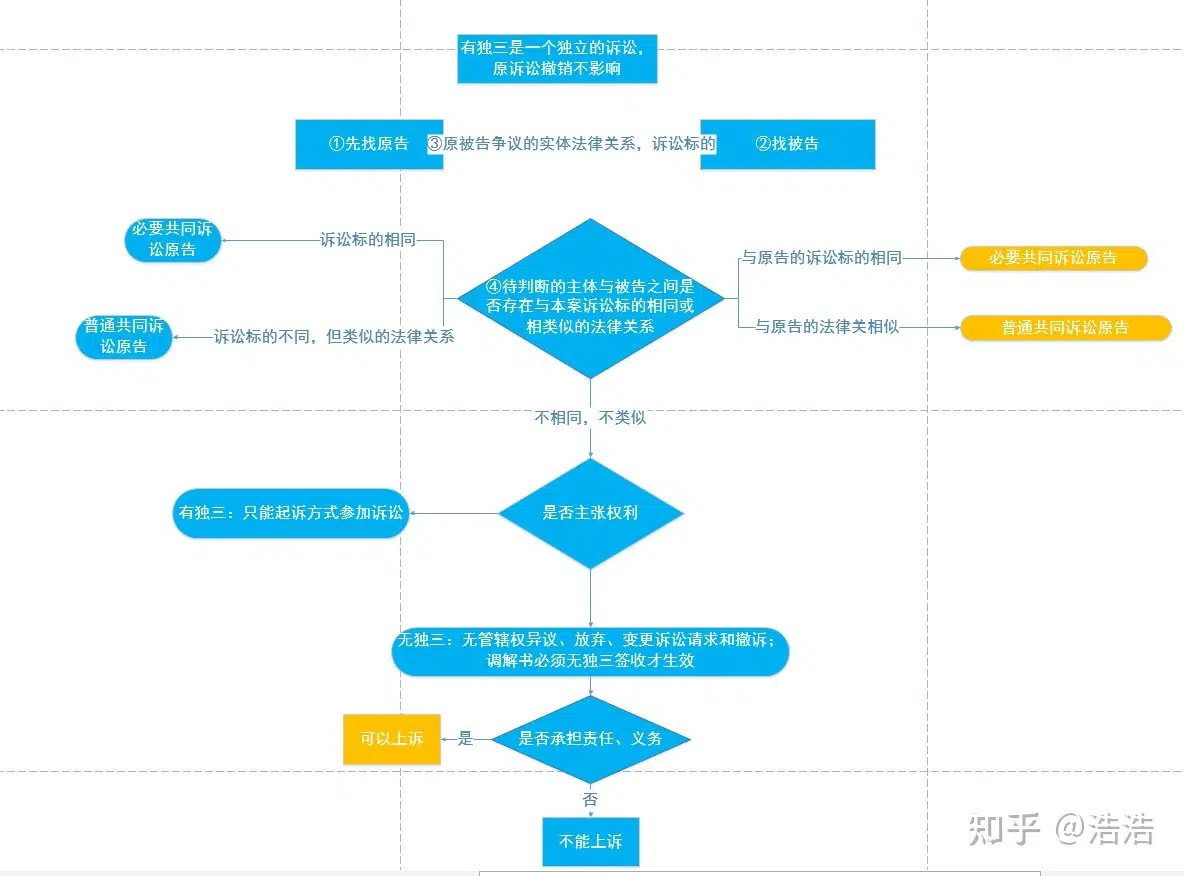 有独三是一个独立的诉讼，
原诉讼撤销不影响
①先找原告
③原被告争议的实体法律关系，诉讼标的
②找被告
必要共同诉
讼原告
诉讼标的相同
④待判断的主体与被告之间是
否存在与本案诉讼标的相同或
相类似的法律关系
与原告的诉讼标的相同
必要共同诉讼原告
普通共同诉
讼原告
诉讼标的不同，但类似的法律关系
与原告的法律关相似
普通共同诉讼原告
不相同，不类似
有独三：只能起诉方式参加诉讼
是否主张权利
无独三：无管辖权异议、放弃、变更诉讼请求和撤诉；
调解书必须无独三签收才生效
可以上诉
是
是否承担责任、义务
否
不能上诉
知乎 @浩浩